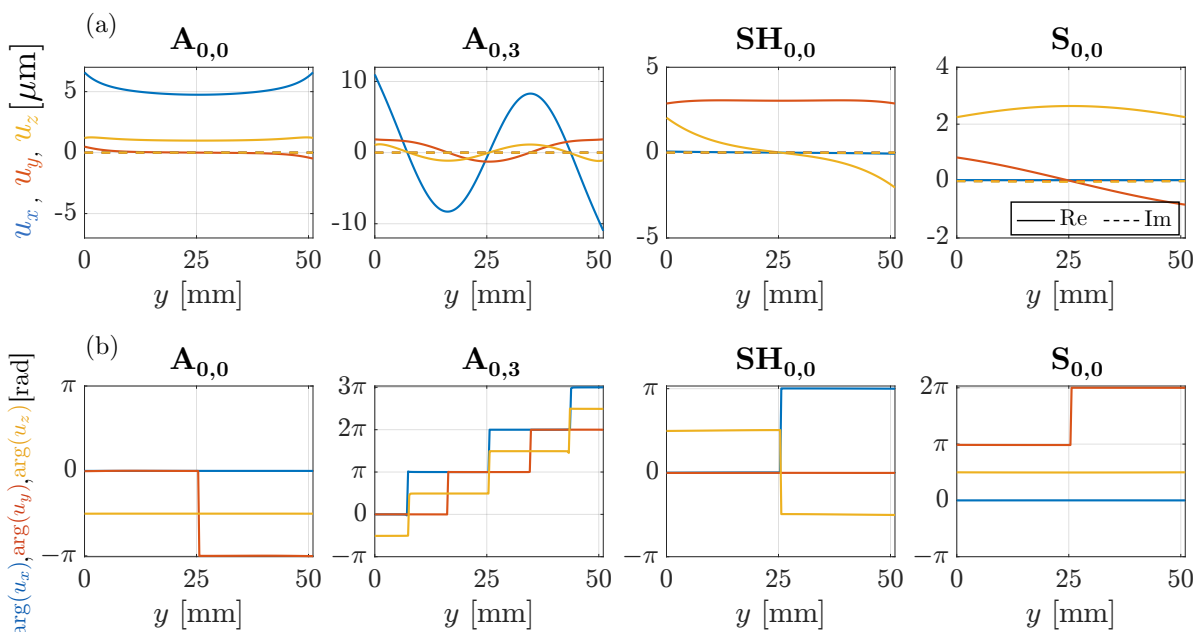 (a)
A0,0
A0,3
SH0,0
S0,0
ux, uy, uz [μm]
5
0
-5
0
25
50
y [mm]
10
0
-10
0
25
50
y [mm]
5
0
-5
0
25
50
y [mm]
4
2
0
-2
Re
Im
0
25
50
y [mm]
(b)
A0,0
A0,3
SH0,0
S0,0
arg(ux),arg(uy),arg(uz)[rad]
π
0
−π
0
25
50
y [mm]
3π
2π
π
0
−π
0
25
50
y [mm]
π
0
−π
0
25
50
y [mm]
2π
π
0
−π
0
25
50
y [mm]